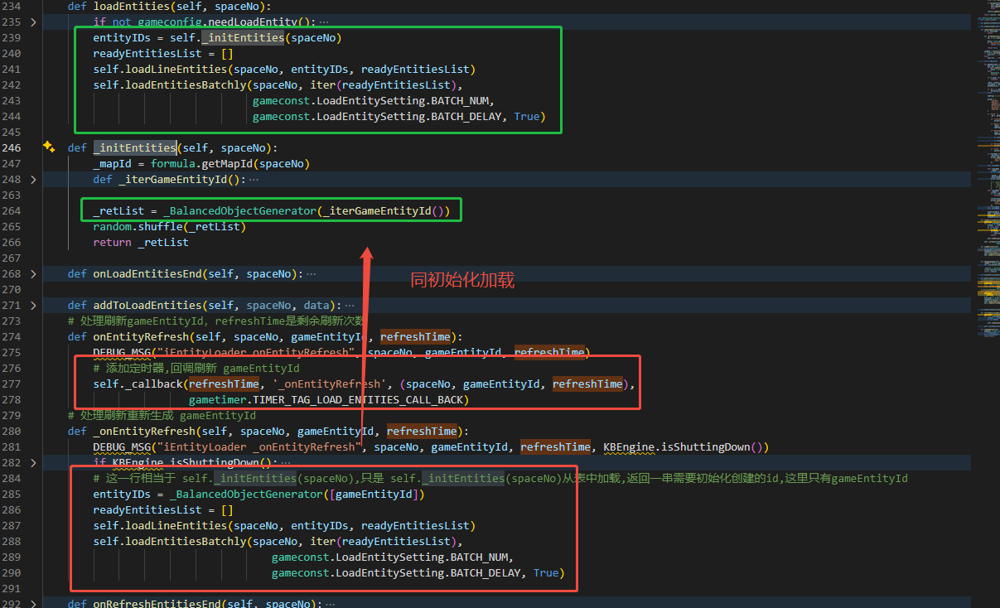 234 def loadEntities(self, spaceNo):
235 > if not gameconfig.needLoadEntity(): ⋯
239 entityIDs = self._initEntities(spaceNo)
240 readyEntitiesList = []
241 self.loadLineEntities(spaceNo, entityIDs, readyEntitiesList)
242 self.loadEntitiesBatchly(spaceNo, iter(readyEntitiesList),
243 gameconst.LoadEntitySetting.BATCH_NUM,
244 gameconst.LoadEntitySetting.BATCH_DELAY, True)
245
246 def _initEntities(self, spaceNo):
247 _mapId = formula.getMapId(spaceNo)
248 > def _iterGameEntityId(): ⋯
263
264 _retList = _BalancedObjectGenerator(_iterGameEntityId())
265 random.shuffle(_retList)
266 return _retList
267
268 > def onLoadEntitiesEnd(self, spaceNo): ⋯
同初始化加载
270
271 > def addToLoadEntities(self, spaceNo, data): ⋯
273 # 处理刷新gameEntityId, refreshTime是剩余刷新次数
274 def onEntityRefresh(self, spaceNo, gameEntityId, refreshTime):
275 DEBUG_MSG("iEntityLoader onEntityRefresh", spaceNo, gameEntityId, refreshTime)
276 # 添加定时器,回调刷新 gameEntityId
277 self._callback(refreshTime, '_onEntityRefresh', (spaceNo, gameEntityId, refreshTime),
278 gametimer.TIMER_TAG_LOAD_ENTITIES_CALL_BACK)
279 # 处理刷新重新生成 gameEntityId
280 def _onEntityRefresh(self, spaceNo, gameEntityId, refreshTime):
281 DEBUG_MSG("iEntityLoader _onEntityRefresh", spaceNo, gameEntityId, refreshTime, KBEngine.isShuttingDown())
282 > if KBEngine.isShuttingDown(): ⋯
284 # 这一行相当于 self._initEntities(spaceNo),只是 self._initEntities(spaceNo)从表中加载,返回一串需要初始化创建的id,这里只有gameEntityId
285 entityIDs = _BalancedObjectGenerator([gameEntityId])
286 readyEntitiesList = []
287 self.loadLineEntities(spaceNo, entityIDs, readyEntitiesList)
288 self.loadEntitiesBatchly(spaceNo, iter(readyEntitiesList),
289 gameconst.LoadEntitySetting.BATCH_NUM,
290 gameconst.LoadEntitySetting.BATCH_DELAY, True)
291
292 > def onRefreshEntitiesEnd(self, spaceNo): ⋯